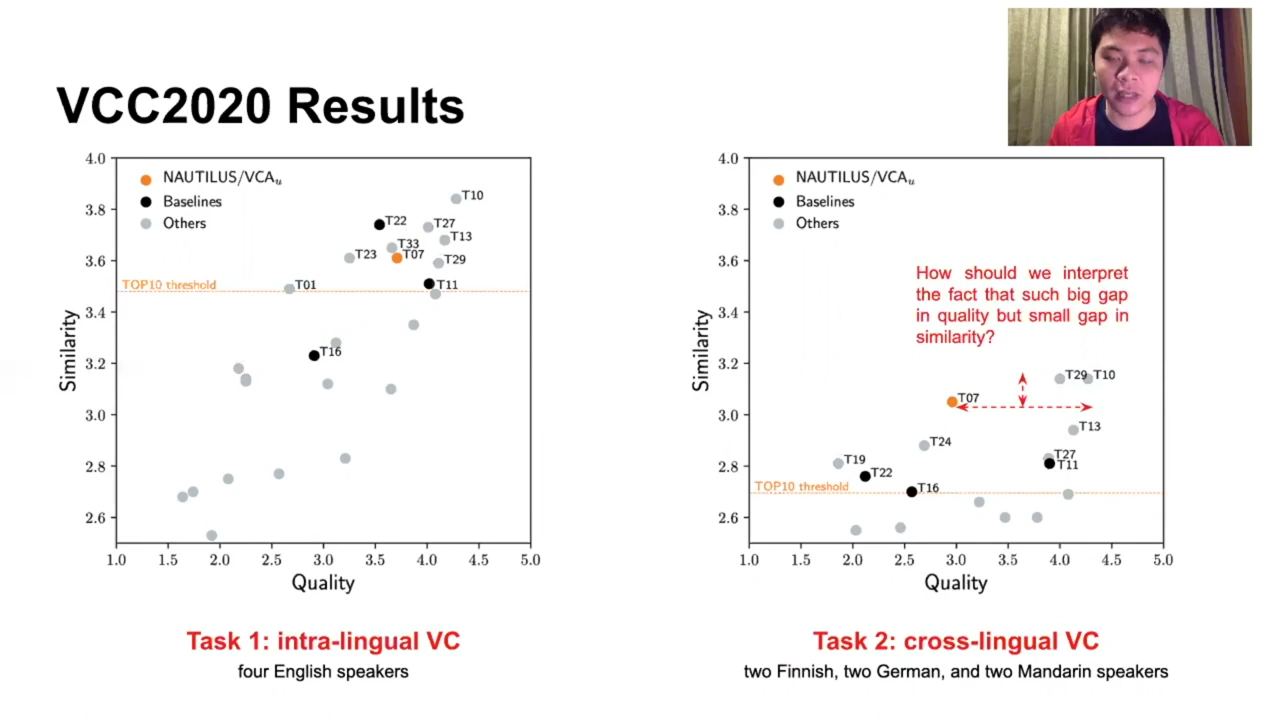 VCC2020 Results
4.0
3.8
3.6
3.4
3.2
3.0
2.8
2.6
Similarity
NAUTILUS/VCAu
Baselines
Others
T10
T22
T27
T33
T13
T23
T07
T29
TOP10 threshold
T01
T11
T16
1.0 1.5 2.0 2.5 3.0 3.5 4.0 4.5 5.0
Quality
Task 1: intra-lingual VC
four English speakers
4.0
3.8
3.6
3.4
3.2
3.0
2.8
2.6
Similarity
NAUTILUS/VCAu
Baselines
Others
How should we interpret
the fact that such big gap
in quality but small gap in
similarity?
T29 T10
T07
T13
T24
T27
T19
T11
T22
TOP10 threshold
T16
1.0 1.5 2.0 2.5 3.0 3.5 4.0 4.5 5.0
Quality
Task 2: cross-lingual VC
two Finnish, two German, and two Mandarin speakers